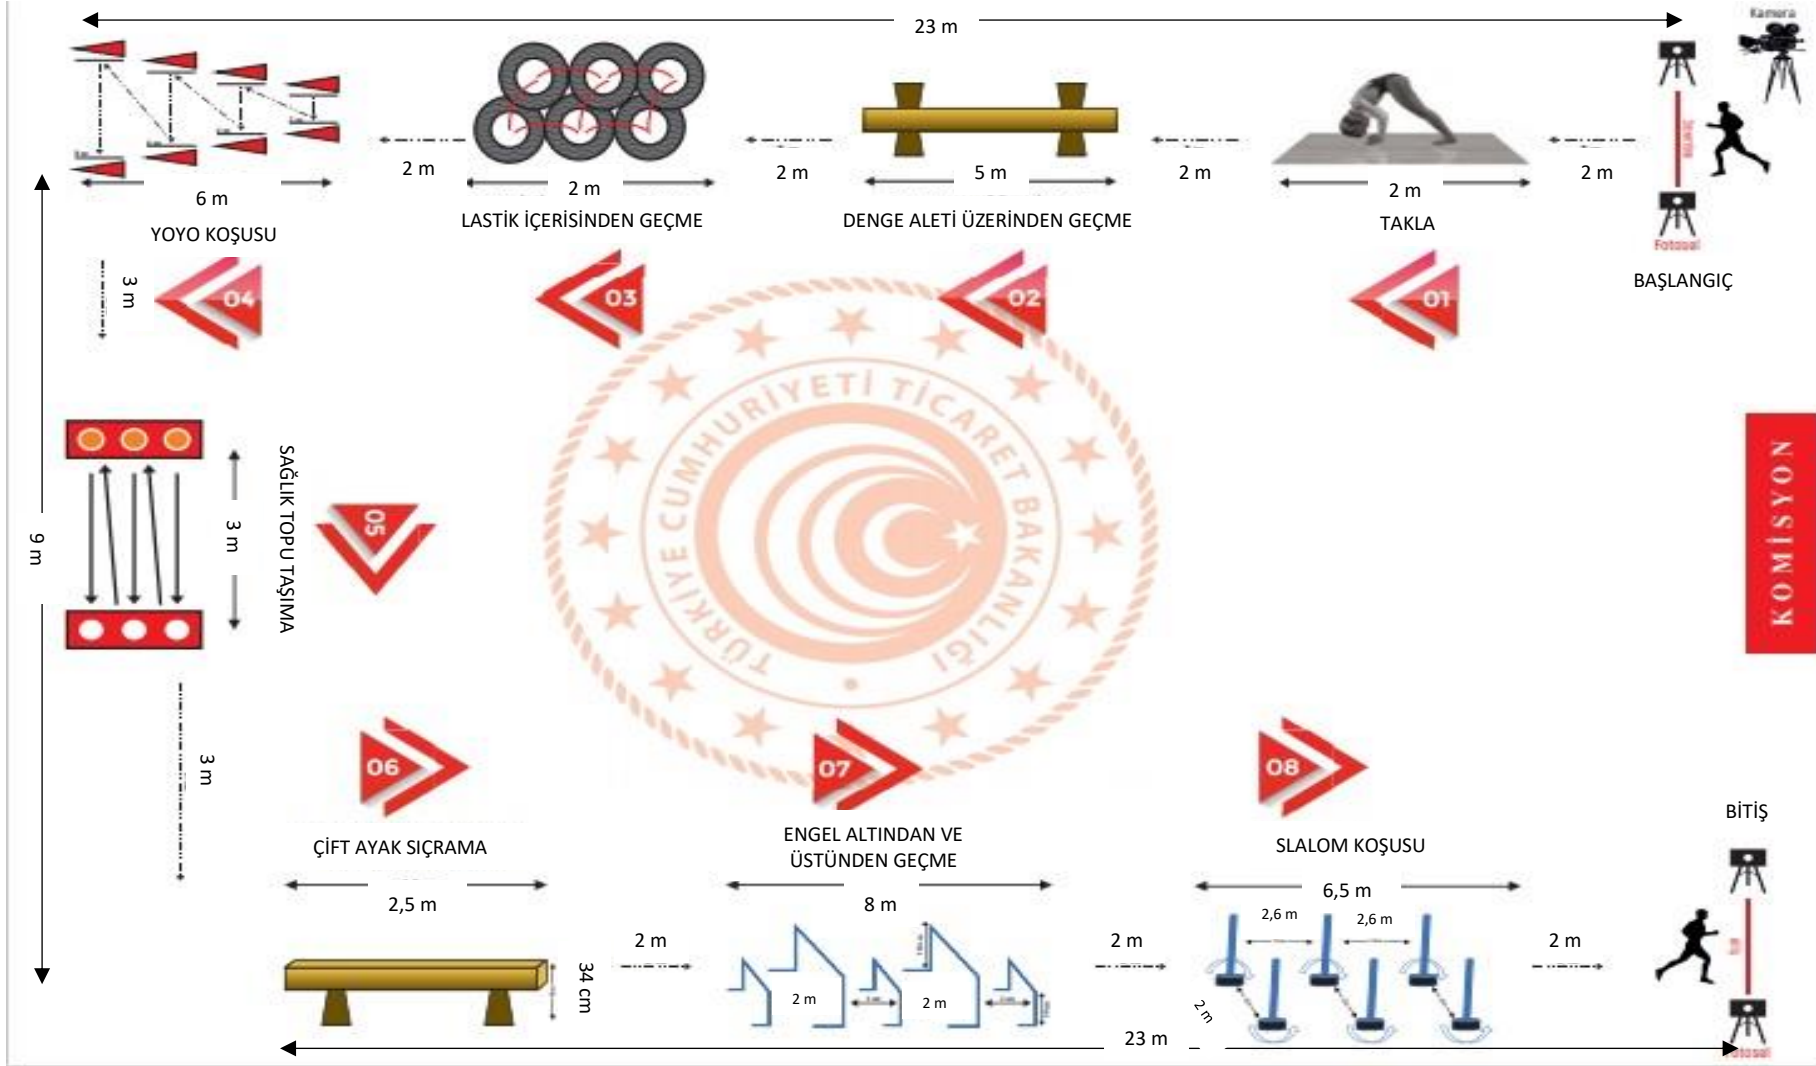 23 m
Kamera
2 m
2 m
2 m
2 m
6 m
2 m
5 m
2 m
YOYO KOŞUSU
LASTİK İÇERİSİNDEN GEÇME
DENGE ALETİ ÜZERİNDEN GEÇME
TAKLA
Fotosel
BAŞLANGIÇ
3 m
04
03
02
01
TÜRKİYE CUMHURİYETİ TİCARET BAKANLIĞI
9 m
3 m
SAĞLIK TOPU TAŞIMA
05
KOMİSYON
3 m
06
07
08
BİTİŞ
ÇİFT AYAK SIÇRAMA
ENGEL ALTINDAN VE
ÜSTÜNDEN GEÇME
SLALOM KOŞUSU
2,5 m
8 m
6,5 m
2,6 m
2,6 m
2 m
2 m
2 m
34 cm
2 m
2 m
2 m
23 m
Fotosel